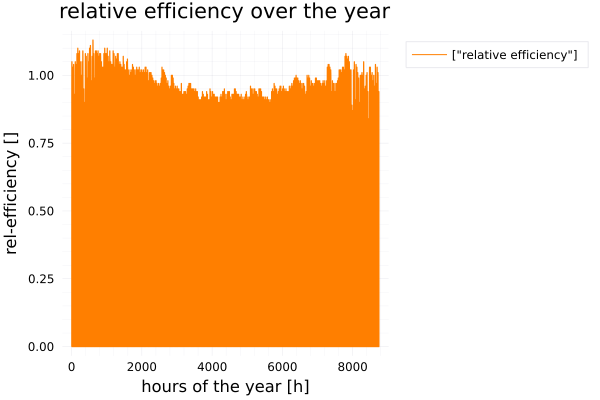 relative efficiency over the year
["relative efficiency"]
1.00
0.75
0.50
0.25
0.00
rel-efficiency []
0 2000 4000 6000 8000
hours of the year [h]